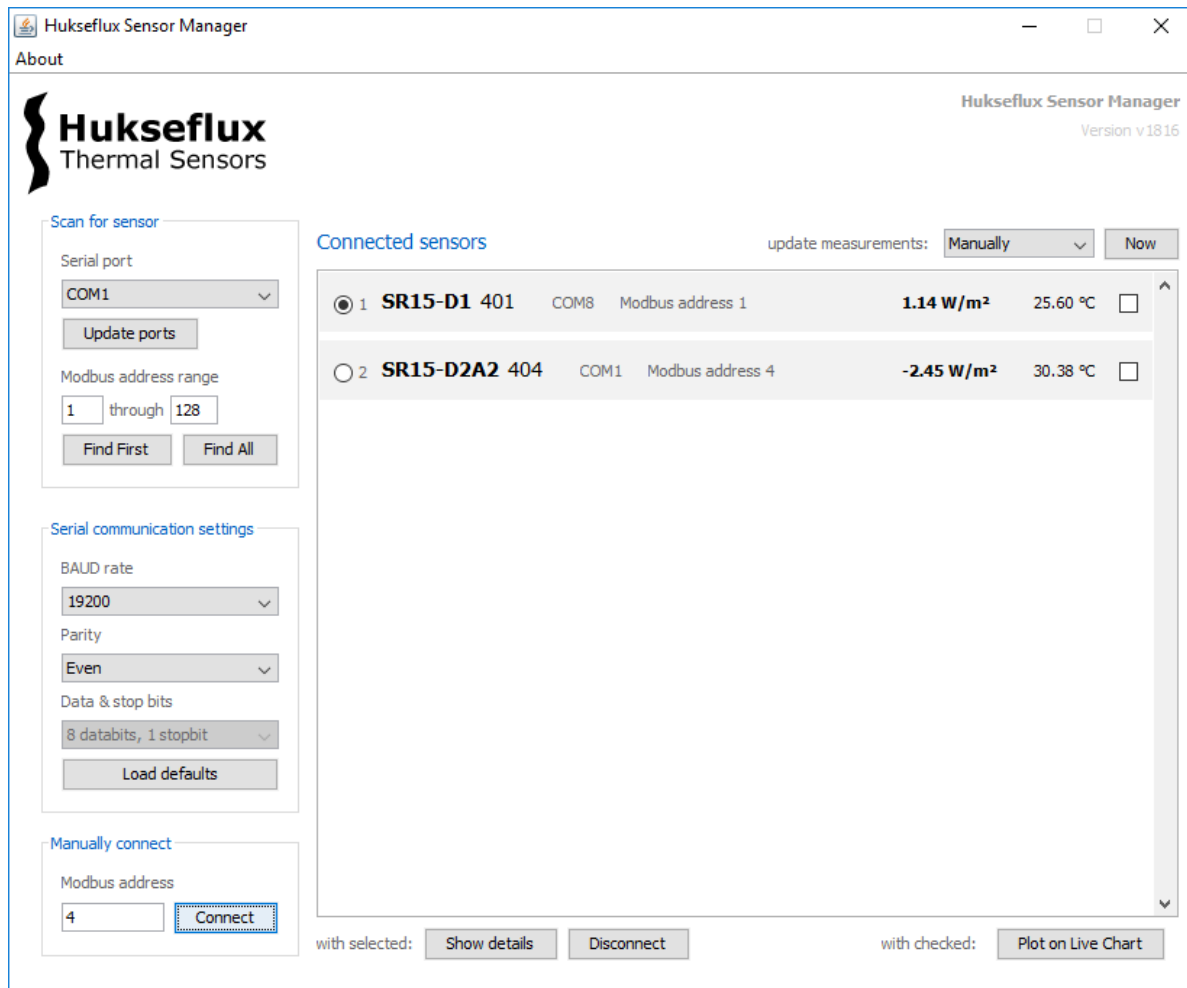 Hukseflux Sensor Manager
About
Hukseflux
Thermal Sensors
Hukseflux Sensor Manager
Version v1816
Scan for sensor
Serial port
COM1
Update ports
Modbus address range
1 through 128
Find First Find All
Serial communication settings
BAUD rate
19200
Parity
Even
Data & stop bits
8 databits, 1 stopbit
Load defaults
Manually connect
Modbus address
4 Connect
Connected sensors update measurements: Manually Now
1 SR15-D1 401 COM8 Modbus address 1 1.14 W/m² 25.60 °C
2 SR15-D2A2 404 COM1 Modbus address 4 -2.45 W/m² 30.38 °C
with selected: Show details Disconnect with checked: Plot on Live Chart